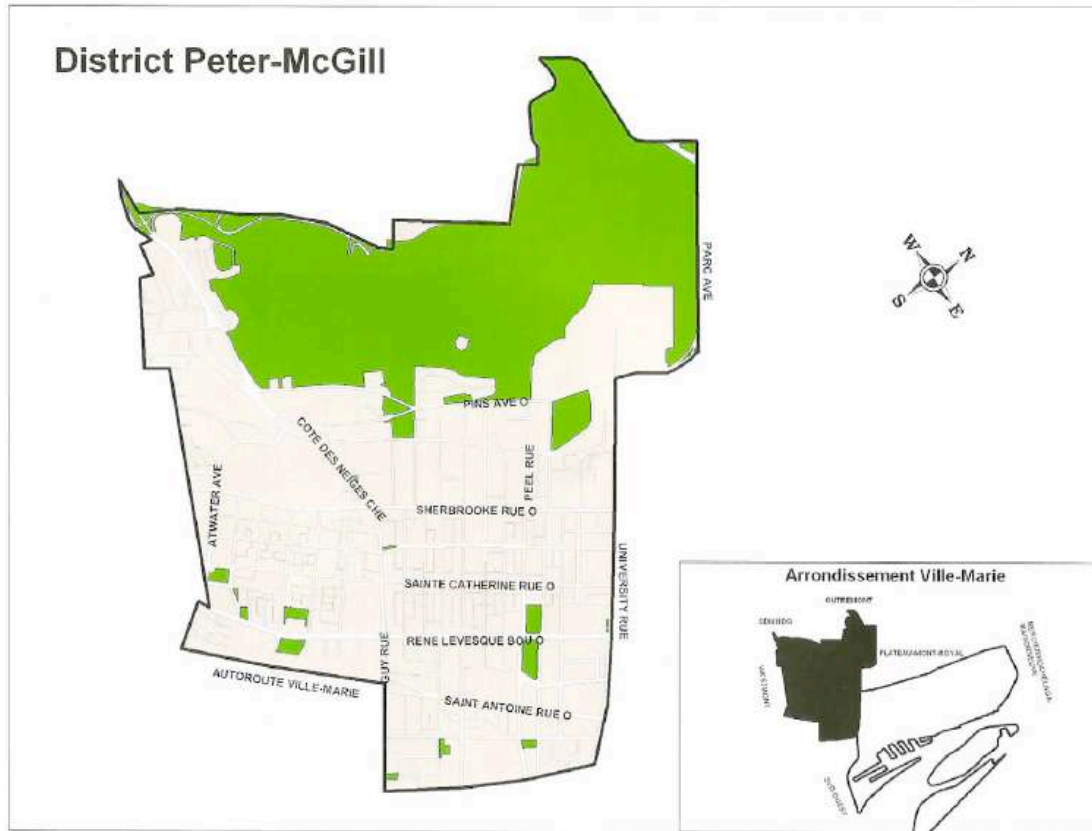 District Peter-McGill
PARC AVE
W
N
S
E
PINS AVE O
COTE DES NEIGES CHE
PEEL RUE
ATWATER AVE
SHERBROOKE RUE O
UNIVERSITY RUE
SAINTE CATHERINE RUE O
RENE LEVESQUE BOU O
GUY RUE
AUTOROUTE VILLE-MARIE
SAINT ANTOINE RUE O
Arrondissement Ville-Marie
OUTREMONT
PLATEAU-MONT-ROYAL
WESTMONT
SUD OUEST